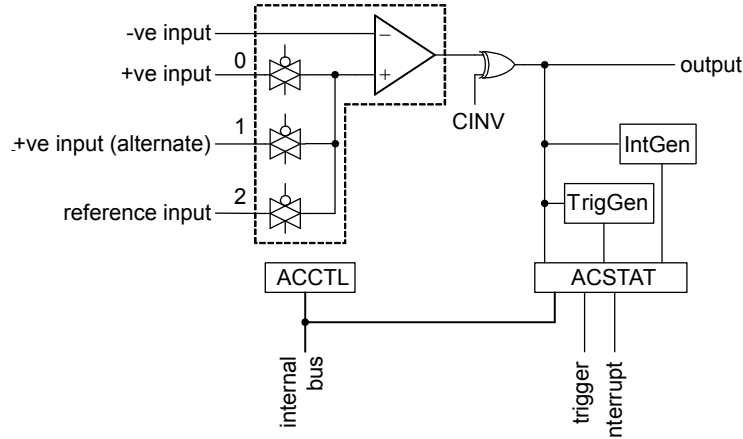 -ve input
0
+ve input
− +
output
CINV
1
+ve input (alternate)
IntGen
2
reference input
TrigGen
ACCTL
ACSTAT
internal
bus
trigger
nterrupt